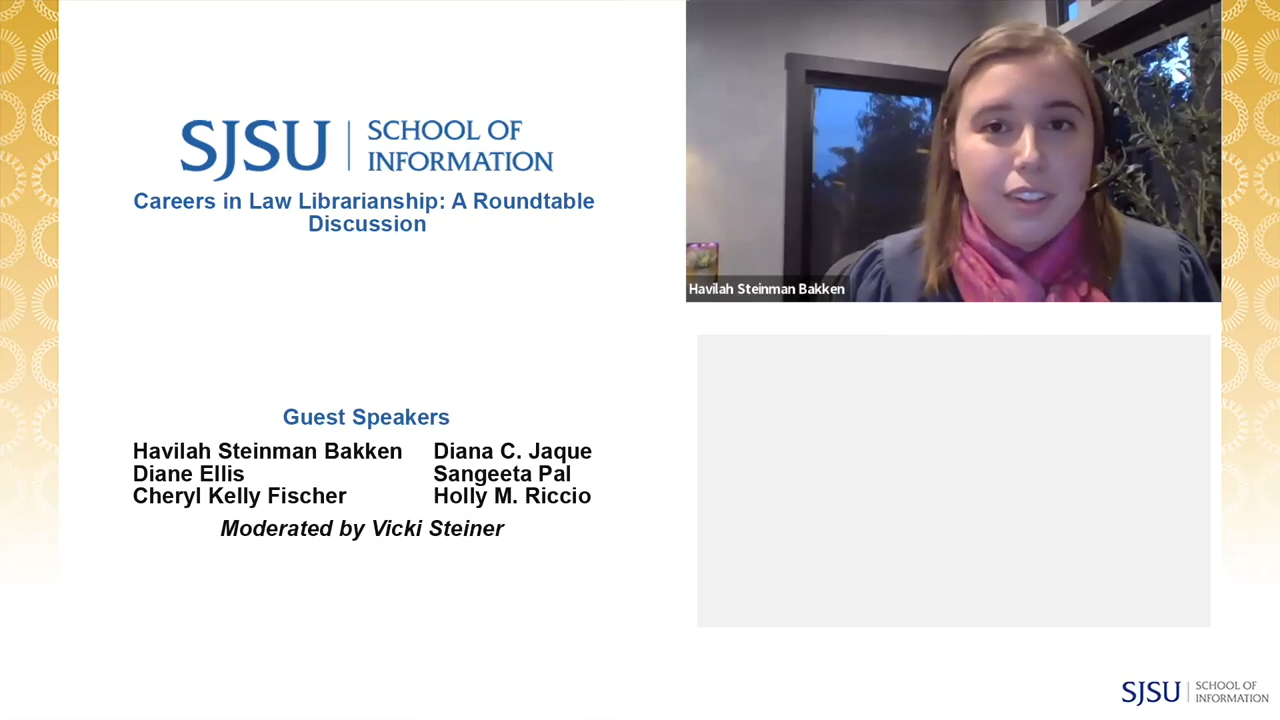 SJSU
SCHOOL OF
INFORMATION
Careers in Law Librarianship: A Roundtable
Discussion
Havilah Steinman Bakken
Guest Speakers
Havilah Steinman Bakken Diana C. Jaque
Diane Ellis Sangeeta Pal
Cheryl Kelly Fischer Holly M. Riccio
Moderated by Vicki Steiner
SJSU
SCHOOL OF
INFORMATION